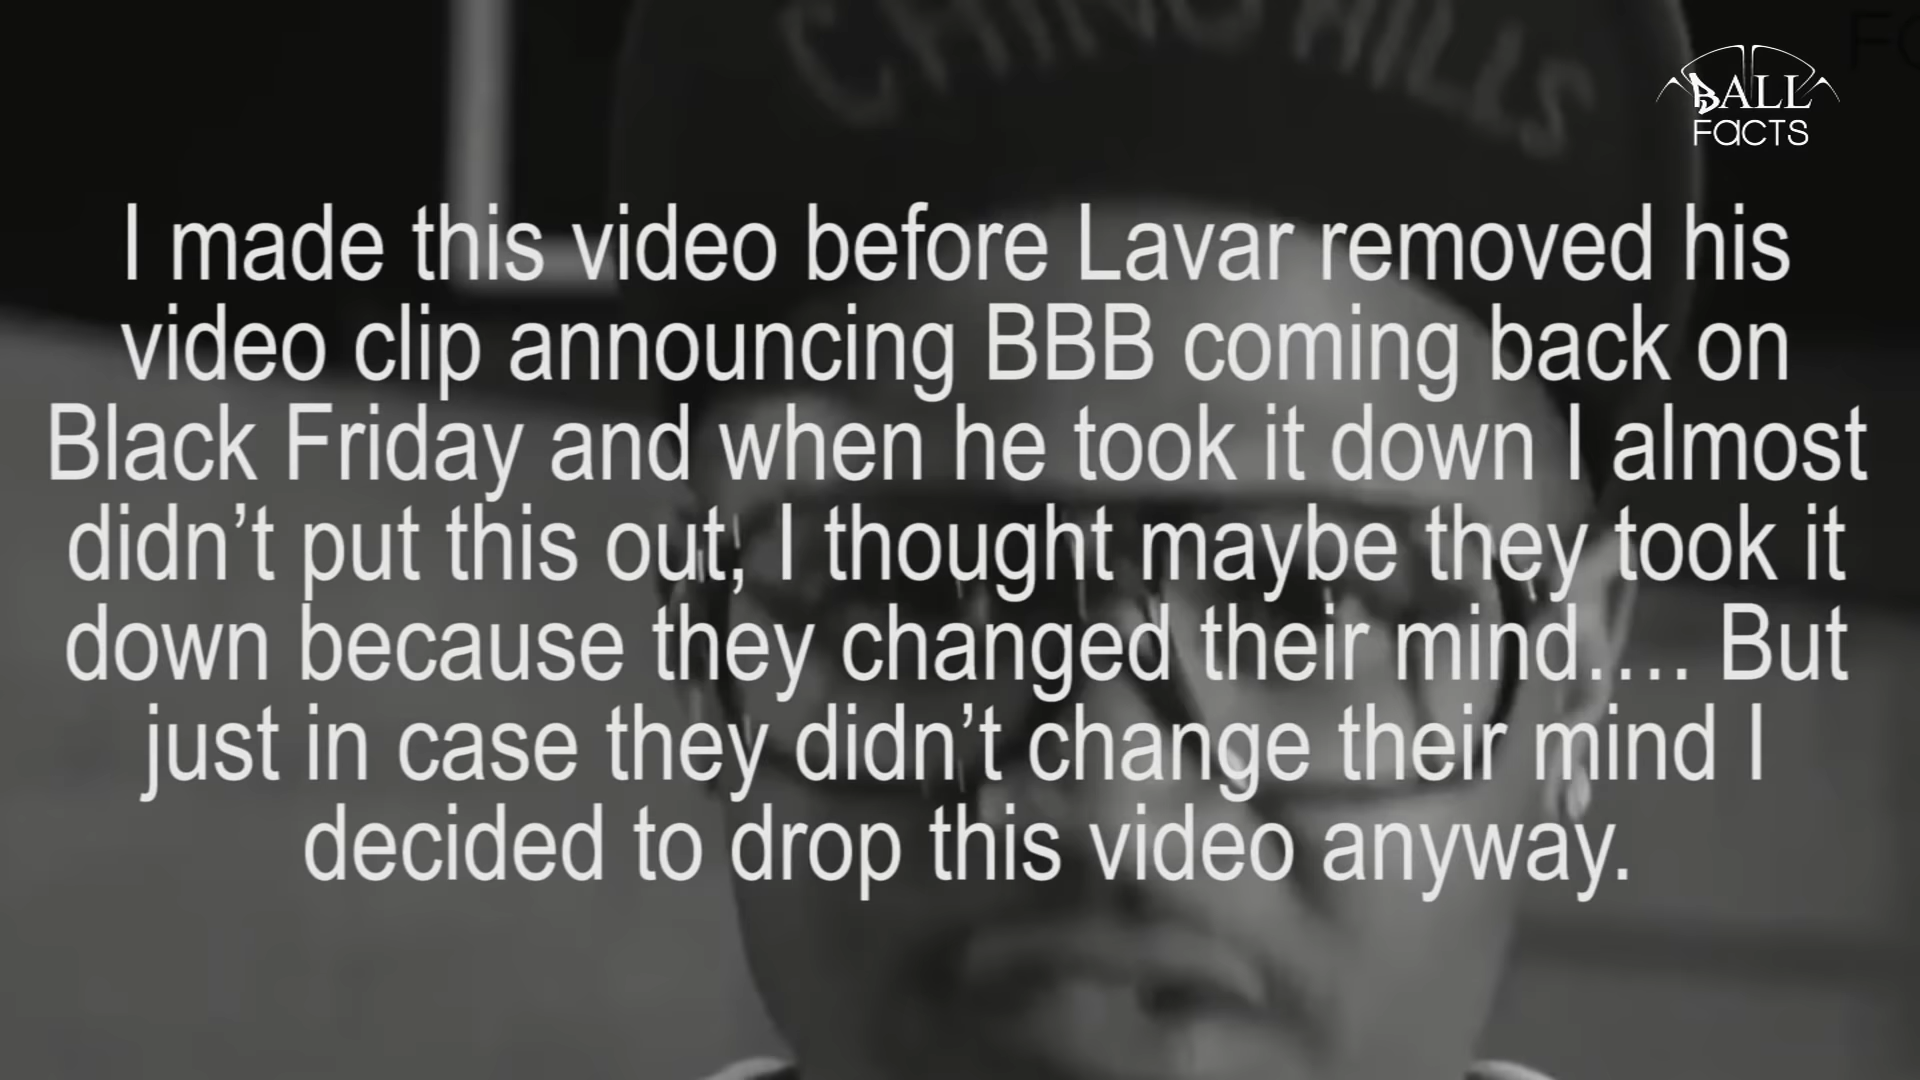 CHINO HILLS
BALL
FACTS
I made this video before Lavar removed his
video clip announcing BBB coming back on
Black Friday and when he took it down I almost
didn’t put this out, I thought maybe they took it
down because they changed their mind…. But
just in case they didn’t change their mind I
decided to drop this video anyway.